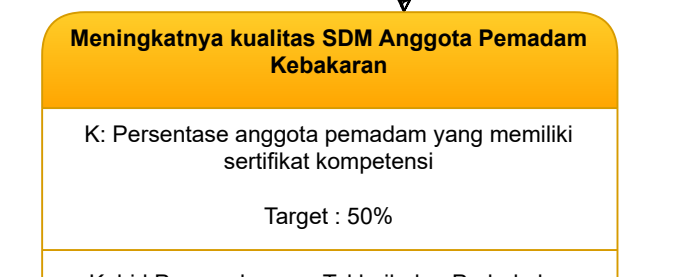 Meningkatnya kualitas SDM Anggota Pemadam
Kebakaran
K: Persentase anggota pemadam yang memiliki
sertifikat kompetensi
Target : 50%